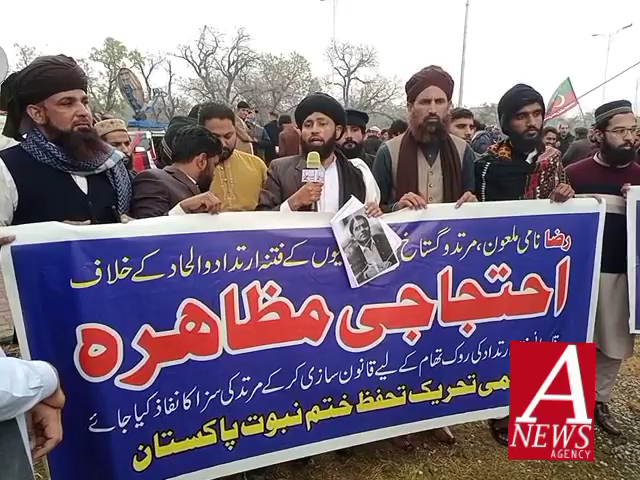 رضا نامی ملعون، مرتد و گستاخ
یوں کے فتنہ ارتداد و الحاد کے خلاف
احتجاجی مظاہرہ
ارتداد کی روک تھام کے لیے قانون سازی کر کے مرتد کی سزا کا نفاذ کیا جائے
تحریک تحفظ ختم نبوت پاکستان
A
NEWS
AGENCY